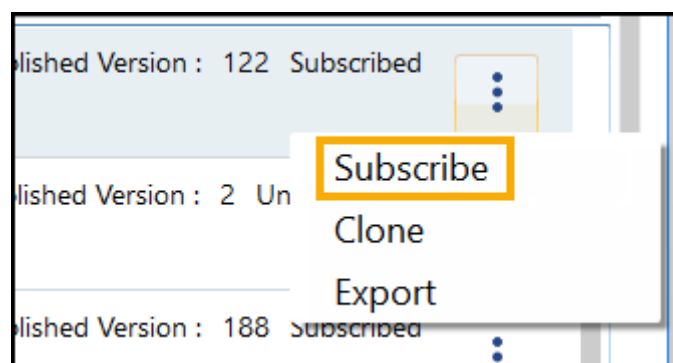 lished Version : 122 Subscribed
Subscribe
lished Version : 2 Un
Clone
Export
lished Version : 188 Subscribed